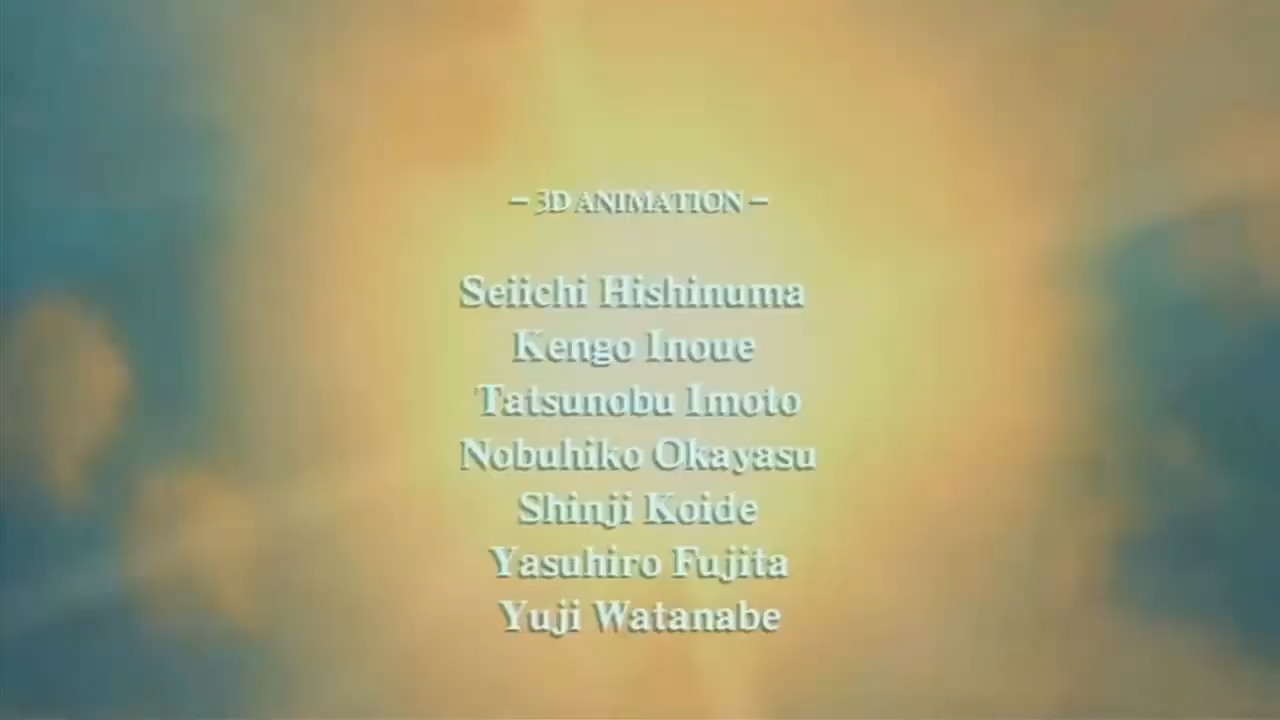 - 3D ANIMATION -
Seiichi Hishinuma
Kengo Inoue
Tatsunobu Imoto
Nobuhiko Okayasu
Shinji Koide
Yasuhiro Fujita
Yuji Watanabe